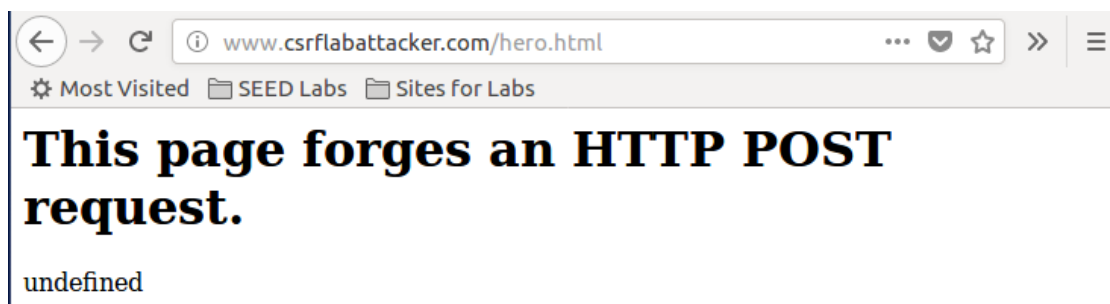 www.csrflabattacker.com/hero.html
Most Visited SEED Labs Sites for Labs
This page forges an HTTP POST
request.
undefined